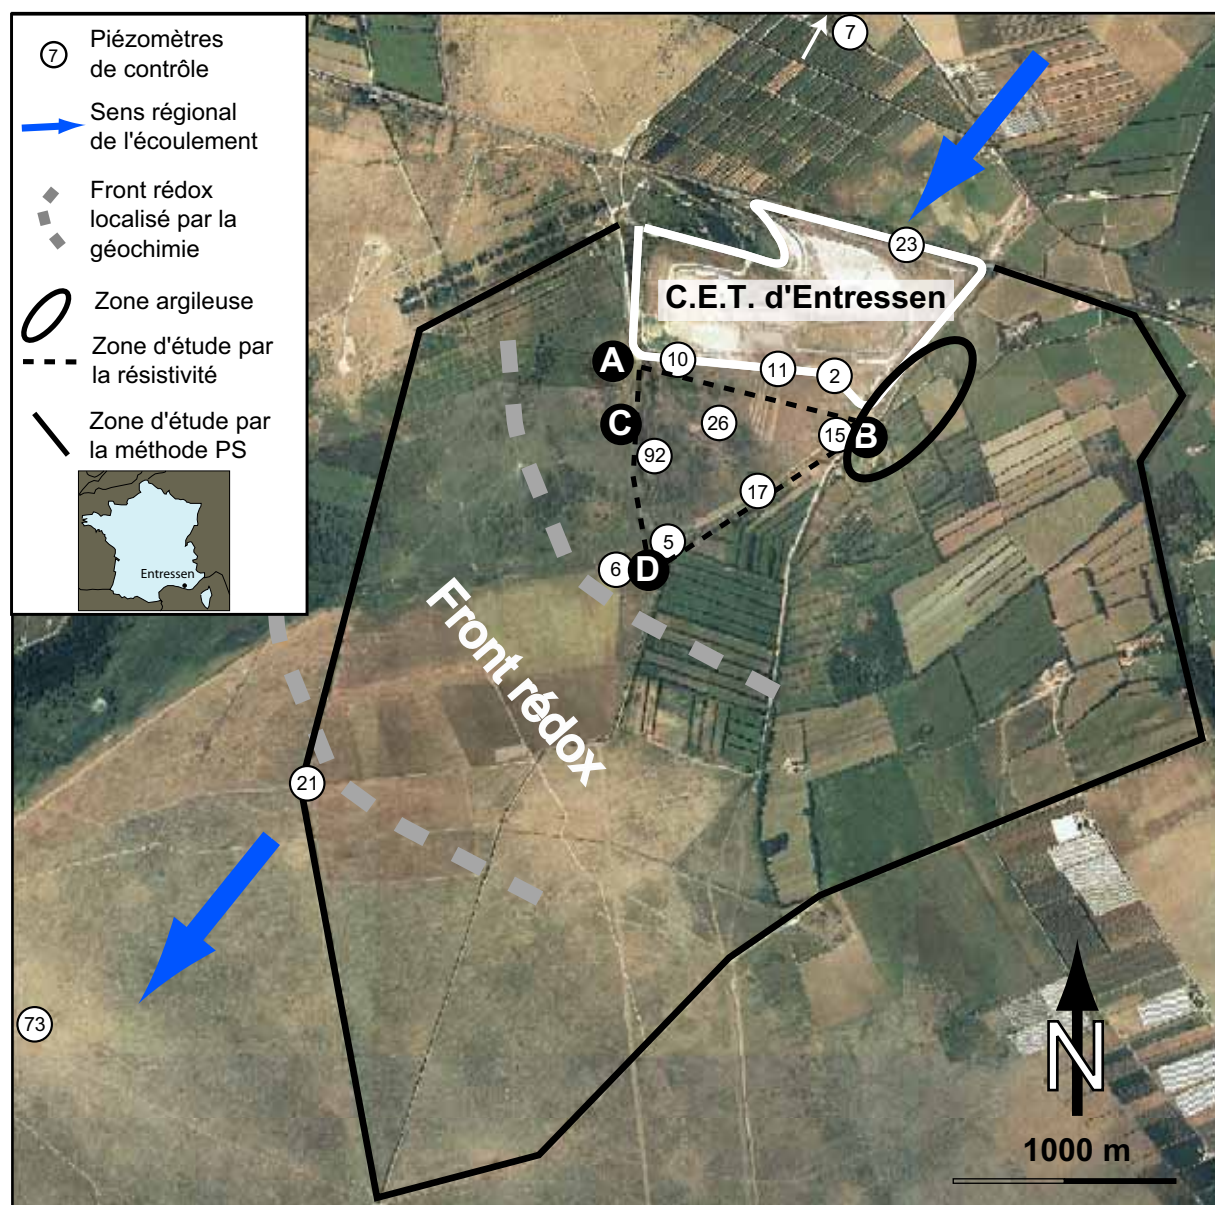 7
Piézomètres
de contrôle
Sens régional
de l'écoulement
Front rédox
localisé par la
géochimie
Zone argileuse
Zone d'étude par
la résistivité
Zone d'étude par
la méthode PS
Entressen
7
23
C.E.T. d'Entressen
A
10
11
2
C
26
15
B
92
17
5
6
D
Front rédox
21
73
N
1000 m